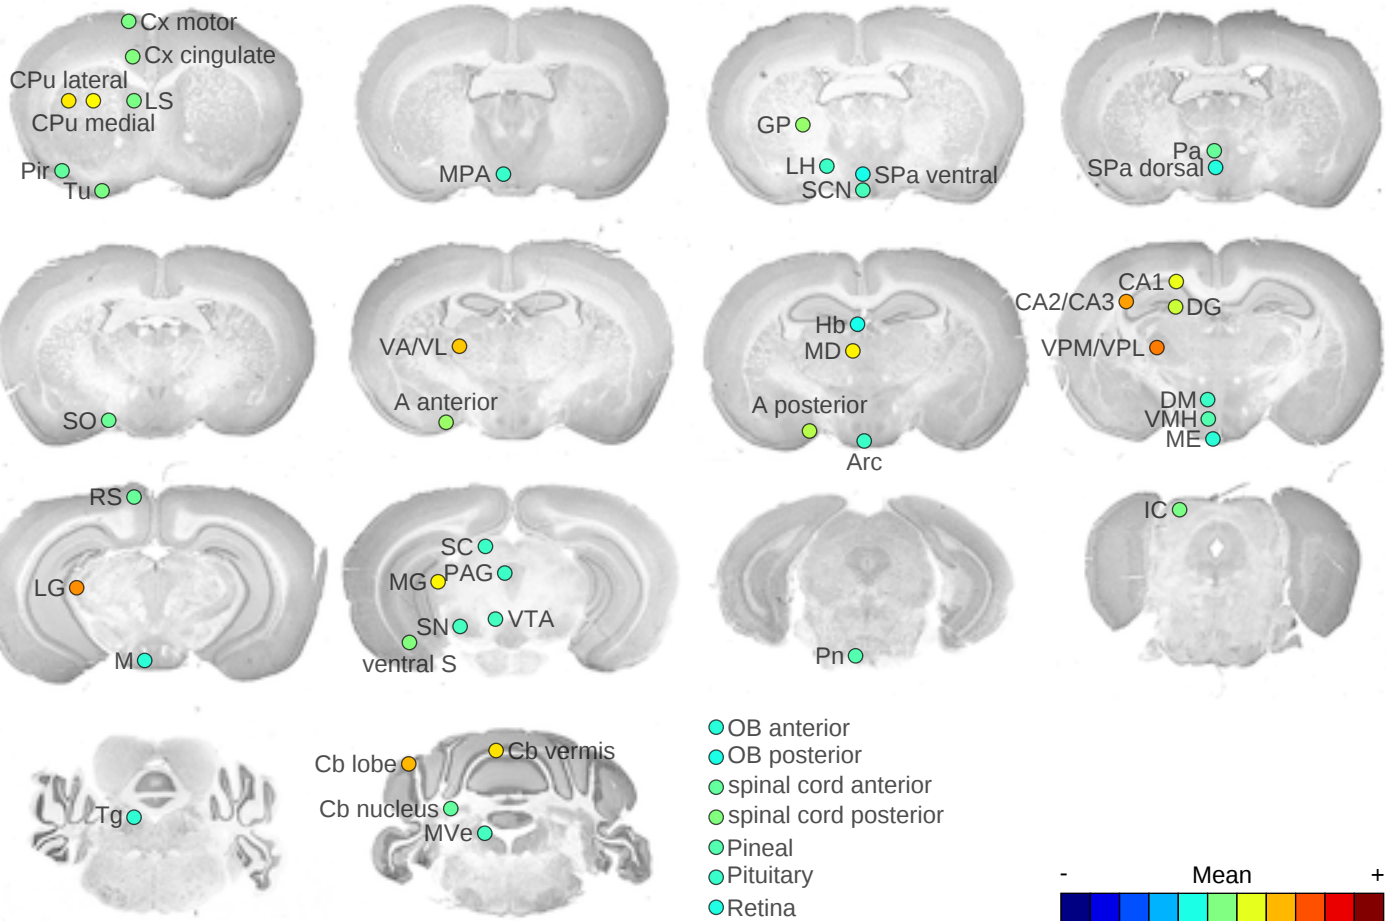 Cx motor
Cx cingulate
CPu lateral
LS
CPu medial
Pir
Tu
MPA
GP
LH
SPa ventral
SCN
Pa
SPa dorsal
SO
VA/VL
A anterior
Hb
MD
A posterior
Arc
CA1
CA2/CA3
DG
VPM/VPL
DM
VMH
ME
RS
LG
M
SC
PAG
MG
VTA
SN
ventral S
Pn
IC
Tg
Cb vermis
Cb lobe
Cb nucleus
MVe
OB anterior
OB posterior
spinal cord anterior
spinal cord posterior
Pineal
Pituitary
Retina
- Mean +